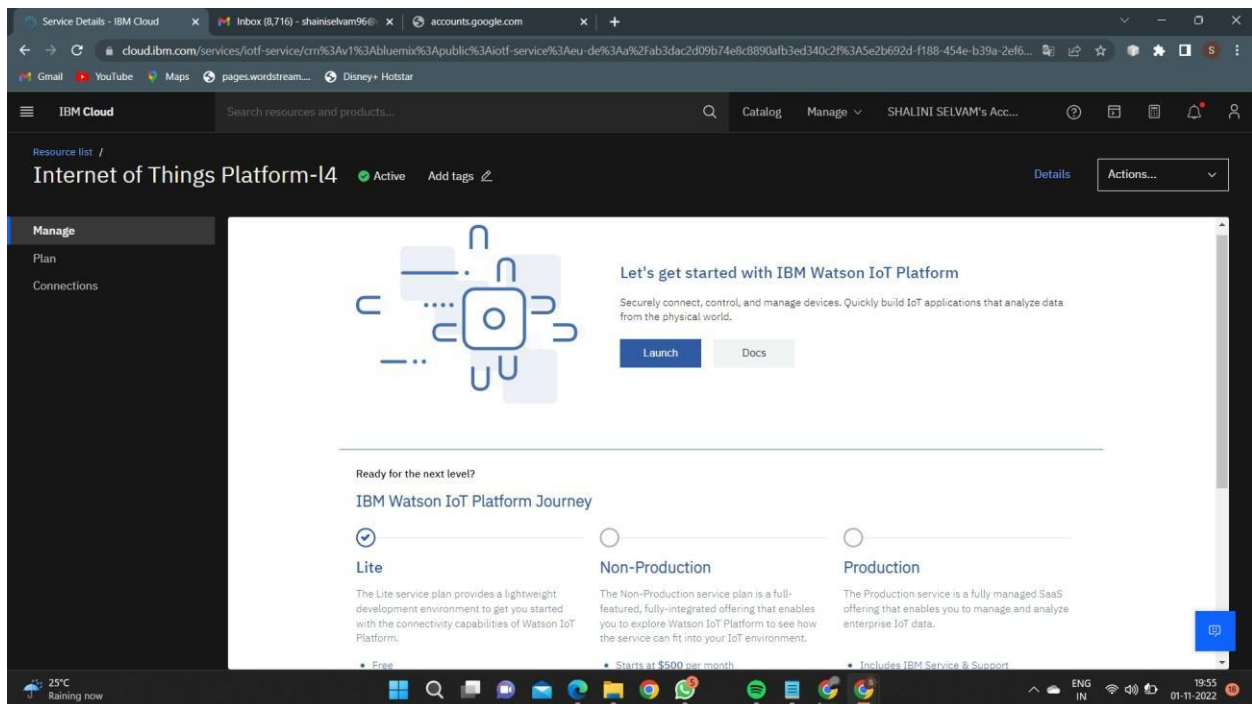 Service Details - IBM Cloud
Inbox (8,716) - shainiselvam96@
accounts.google.com
cloud.ibm.com/services/iotf-service/crn%3Av1%3Abluemix%3Apublic%3Aiotf-service%3Aeu-de%3Aa%2Fab3dac2d09b74e8c8890afb3ed340c2f%3A5e2b692d-f188-454e-b39a-2ef6...
S
Gmail
YouTube
Maps
pages.wordstream....
Disney+ Hotstar
IBM Cloud
Search resources and products...
Catalog
Manage
SHALINI SELVAM's Acc...
Resource list /
Internet of Things Platform-l4
Active
Add tags
Details
Actions...
Manage
Plan
Connections
Let's get started with IBM Watson IoT Platform
Securely connect, control, and manage devices. Quickly build IoT applications that analyze data
from the physical world.
Launch
Docs
Ready for the next level?
IBM Watson IoT Platform Journey
Lite
The Lite service plan provides a lightweight
development environment to get you started
with the connectivity capabilities of Watson IoT
Platform.
• Free
Non-Production
The Non-Production service plan is a full-
featured, fully-integrated offering that enables
you to explore Watson IoT Platform to see how
the service can fit into your IoT environment.
• Starts at $500 per month
Production
The Production service is a fully managed SaaS
offering that enables you to manage and analyze
enterprise IoT data.
• Includes IBM Service & Support
25°C
Raining now
ENG
IN
19:55
01-11-2022
18